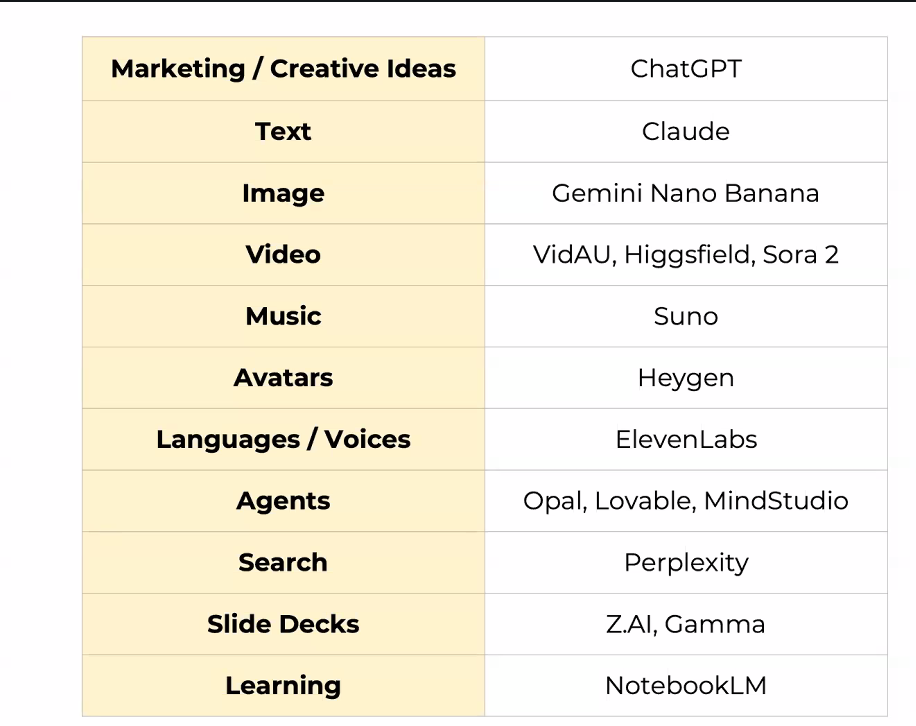 Marketing / Creative Ideas ChatGPT
Text Claude
Image Gemini Nano Banana
Video VidAU, Higgsfield, Sora 2
Music Suno
Avatars Heygen
Languages / Voices ElevenLabs
Agents Opal, Lovable, MindStudio
Search Perplexity
Slide Decks Z.AI, Gamma
Learning NotebookLM